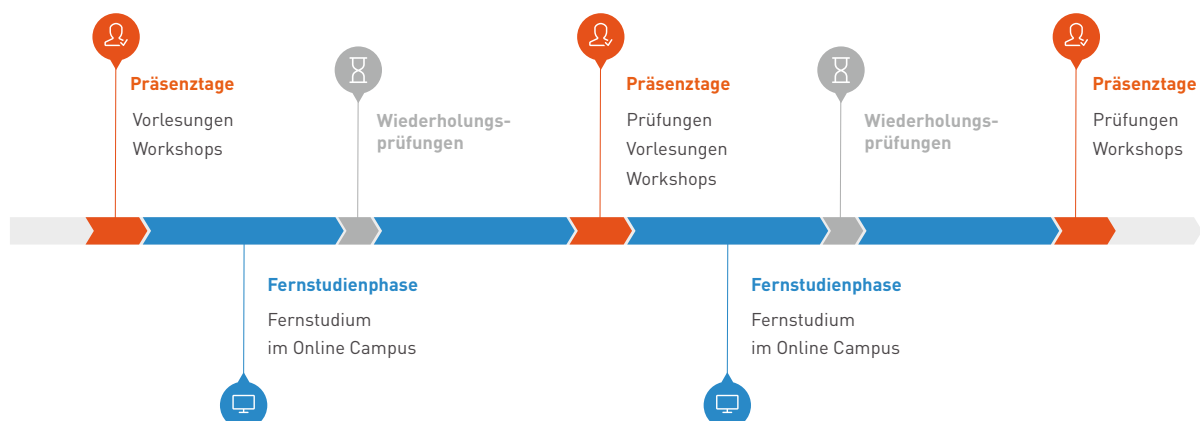 Präsenztage
Vorlesungen
Workshops
Wiederholungs-
prüfungen
Präsenztage
Prüfungen
Vorlesungen
Workshops
Wiederholungs-
prüfungen
Präsenztage
Prüfungen
Workshops
Fernstudienphase
Fernstudium
im Online Campus
Fernstudienphase
Fernstudium
im Online Campus